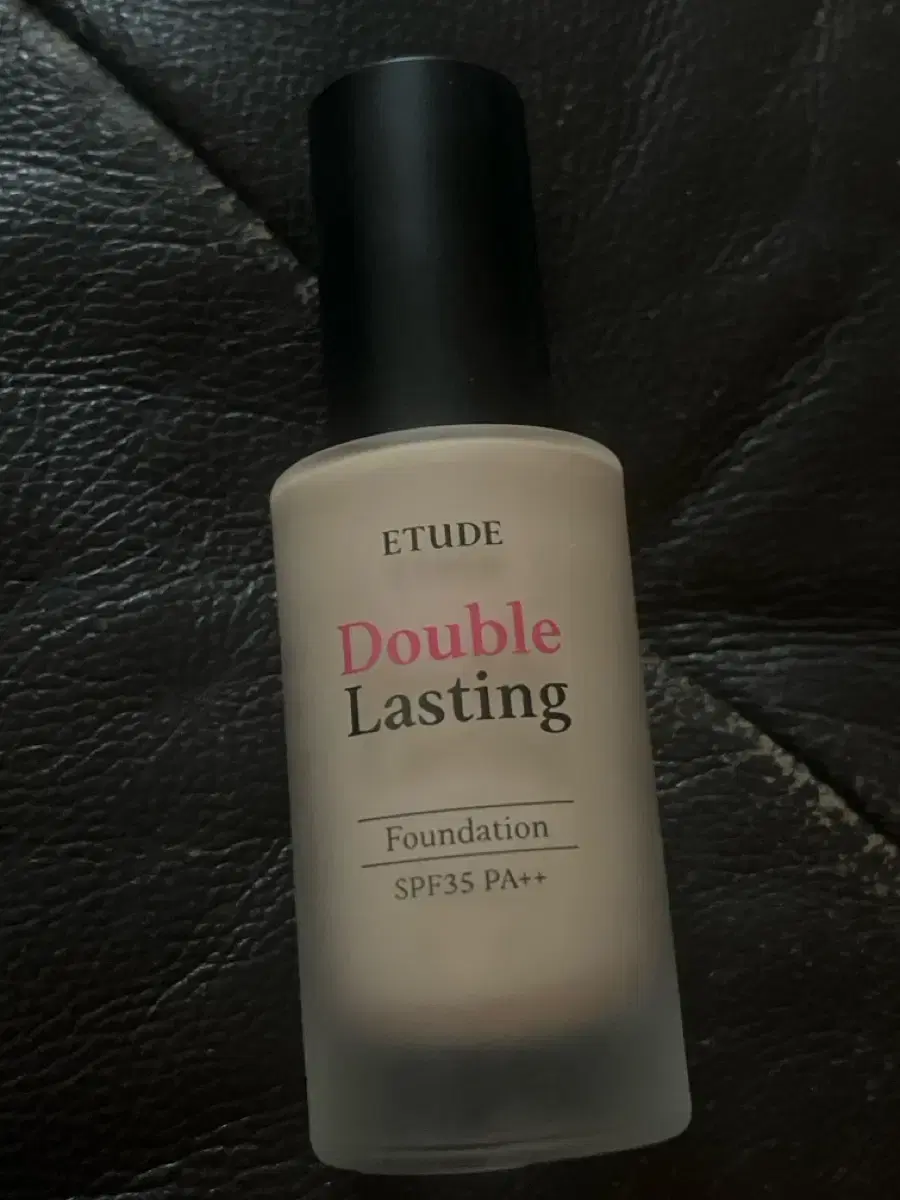 ETUDE
Double
Lasting
Foundation
SPF35 PA++